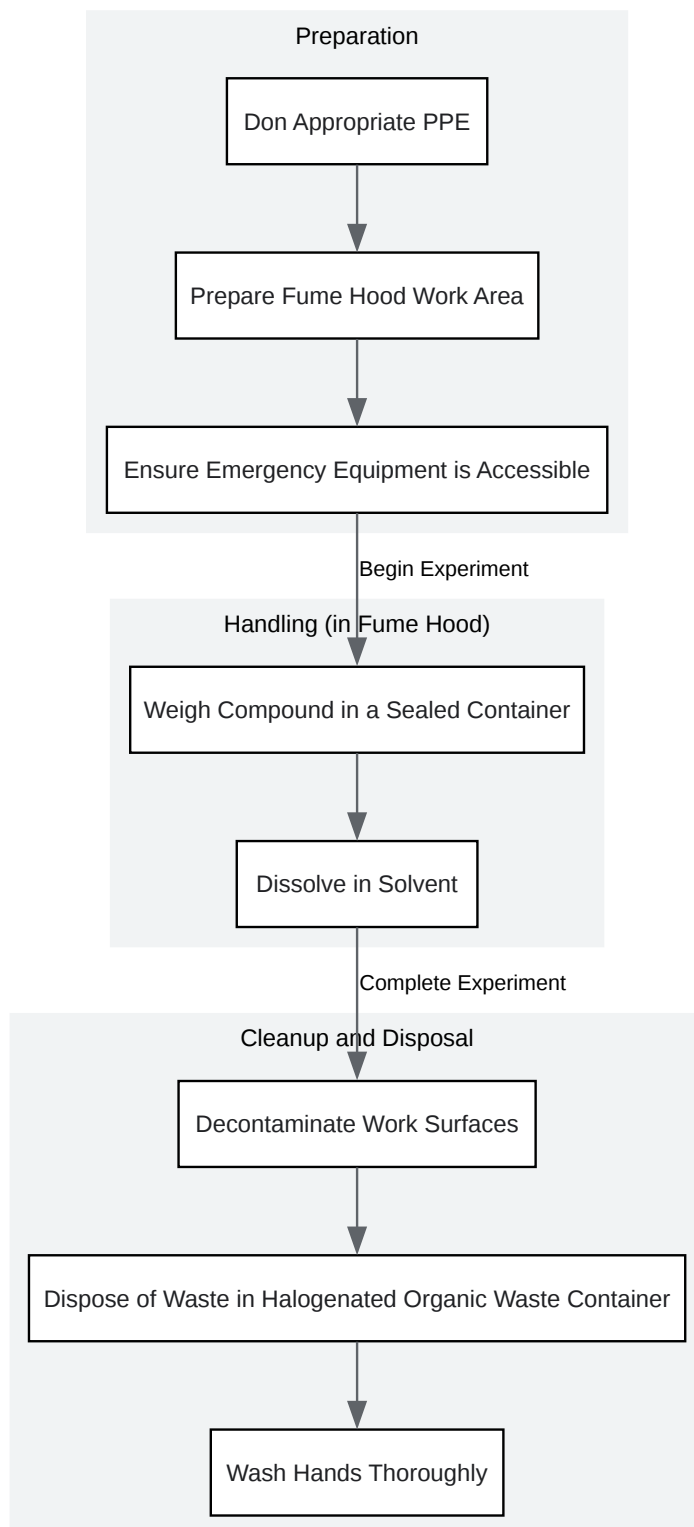 Preparation
Don Appropriate PPE
Prepare Fume Hood Work Area
Ensure Emergency Equipment is Accessible
Begin Experiment
Handling (in Fume Hood)
Weigh Compound in a Sealed Container
Dissolve in Solvent
Complete Experiment
Cleanup and Disposal
Decontaminate Work Surfaces
Dispose of Waste in Halogenated Organic Waste Container
Wash Hands Thoroughly